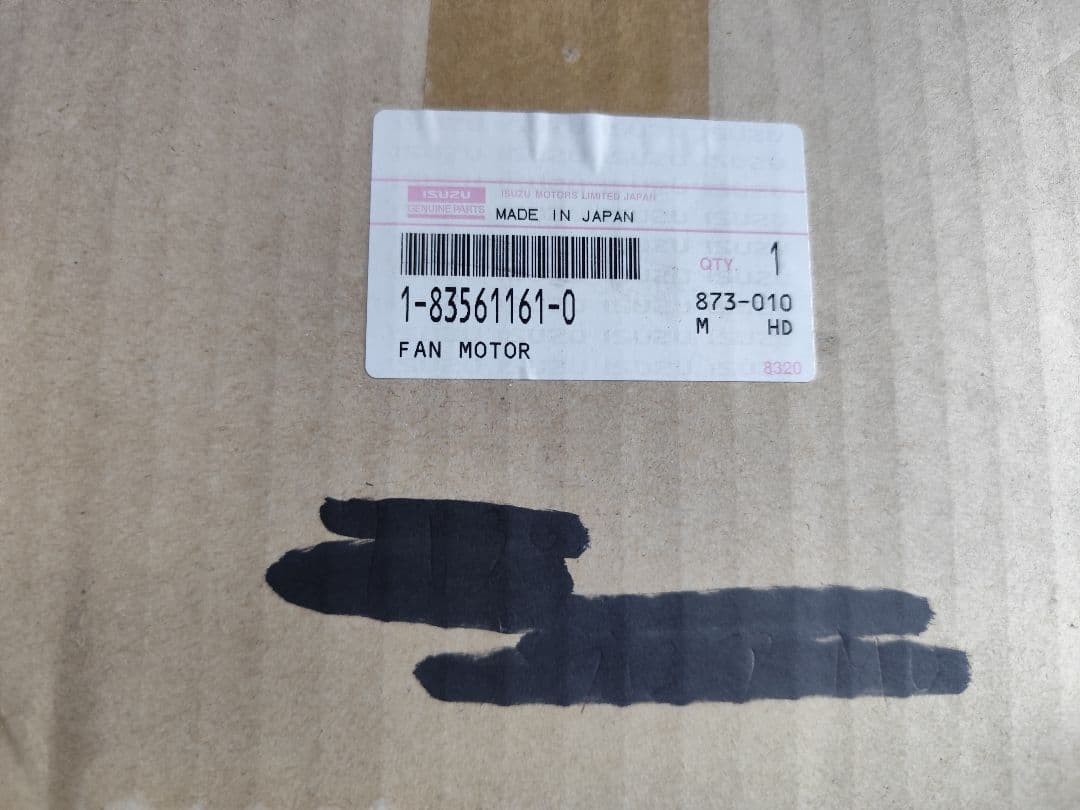 ISUZU
GENUINE PARTS
ISUZU MOTORS LIMITED JAPAN
MADE IN JAPAN
QTY. 1
1-83561161-0
873-010
M HD
FAN MOTOR
8320